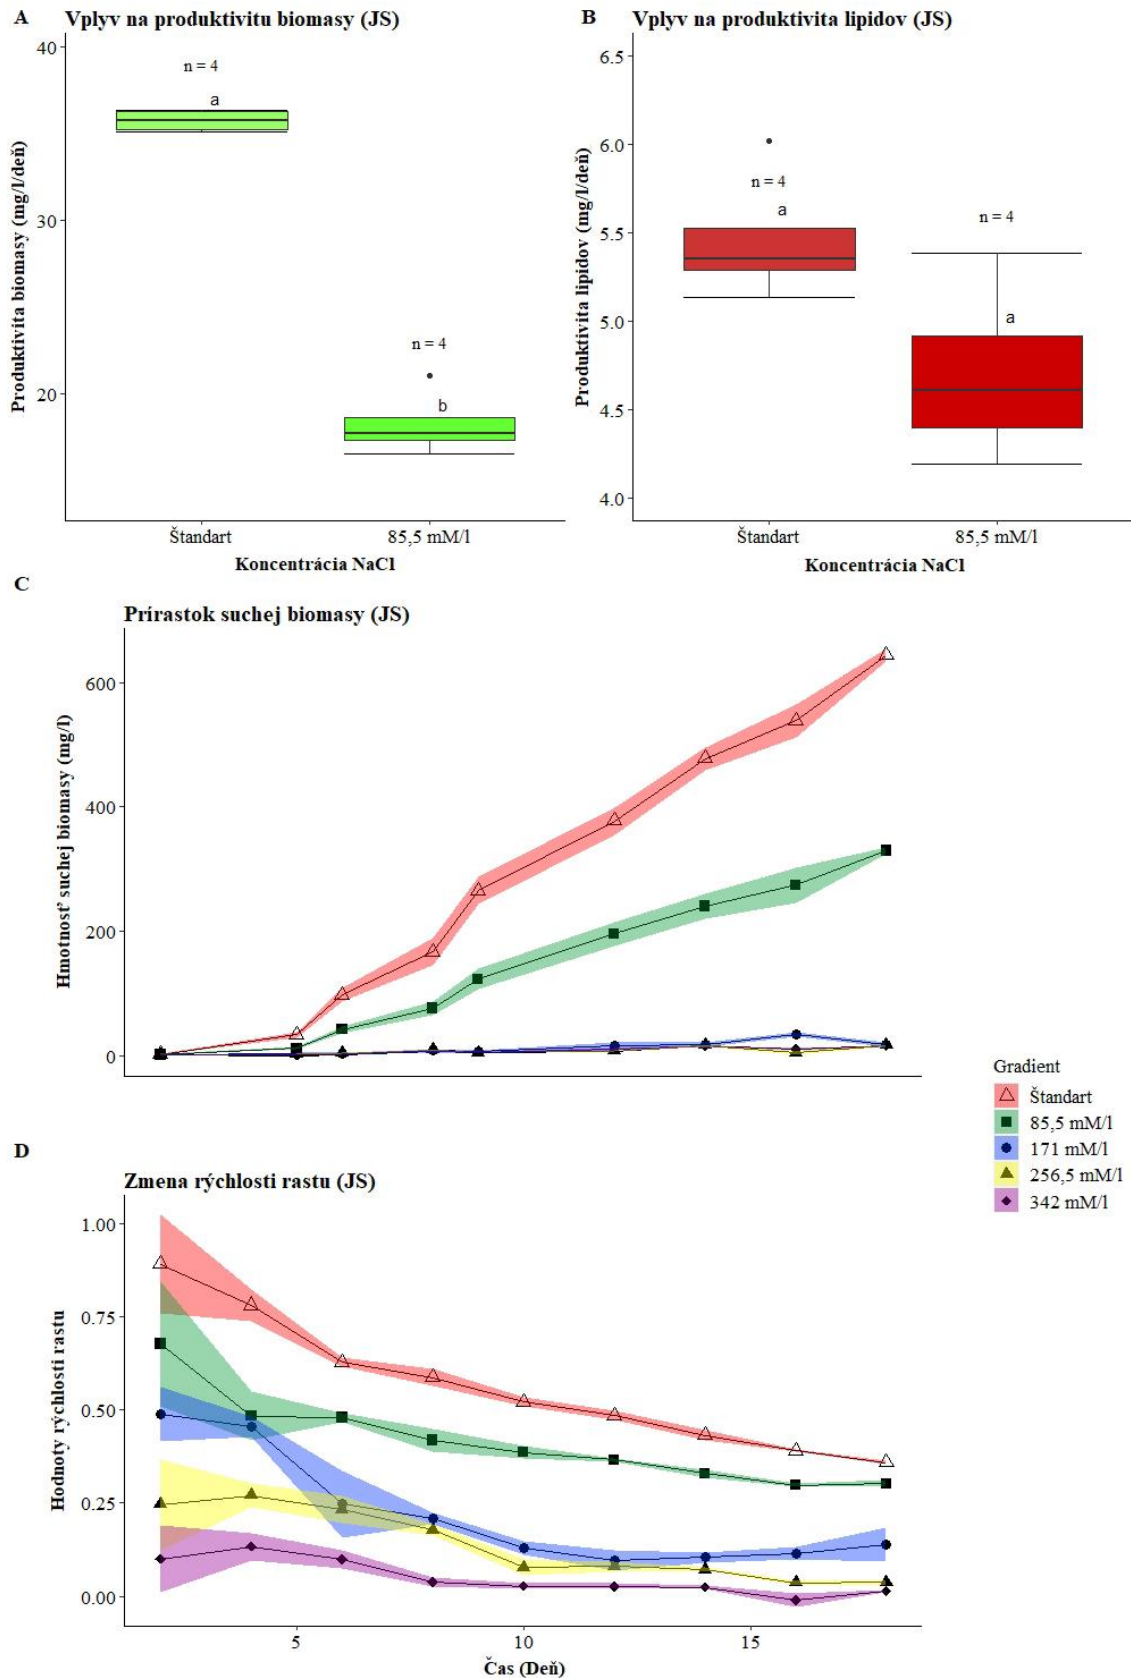 A
Vplyv na produktivitu biomasy (JS)
Produktivita biomasy (mg/l/deň)
40
30
20
n = 4
a
n = 4
b
Štandart
85,5 mM/l
Koncentrácia NaCl
B
Vplyv na produktivita lipidov (JS)
Produktivita lipidov (mg/l/deň)
6.5
6.0
5.5
5.0
4.5
4.0
n = 4
a
n = 4
a
Štandart
85,5 mM/l
Koncentrácia NaCl
C
Prírastok suchej biomasy (JS)
Hmotnosť suchej biomasy (mg/l)
600
400
200
0
Gradient
Štandart
85,5 mM/l
171 mM/l
256,5 mM/l
342 mM/l
D
Zmena rýchlosti rastu (JS)
Hodnoty rýchlosti rastu
1.00
0.75
0.50
0.25
0.00
5
10
15
Čas (Deň)